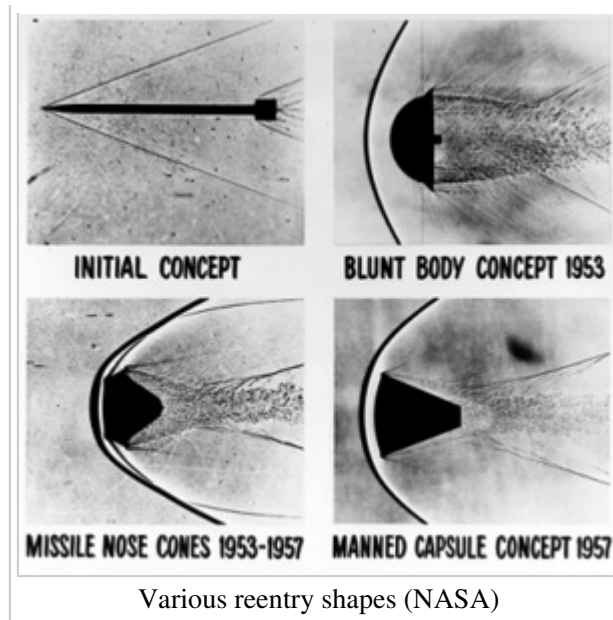 INITIAL CONCEPT
BLUNT BODY CONCEPT 1953
MISSILE NOSE CONES 1953-1957
MANNED CAPSULE CONCEPT 1957
Various reentry shapes (NASA)